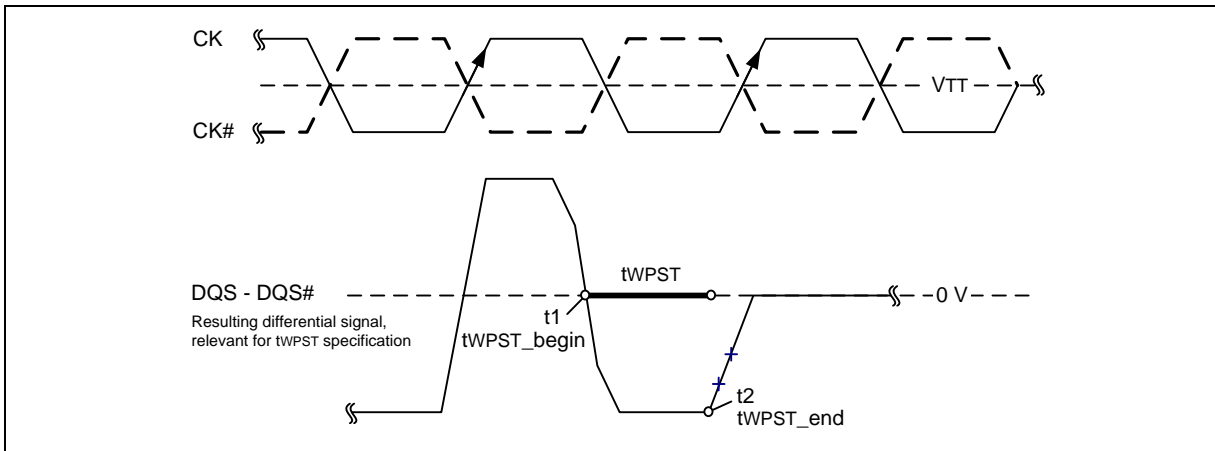 CK
VTT
CK#
tWPST
DQS - DQS#
0 V
Resulting differential signal,
relevant for tWPST specification
t1
tWPST_begin
t2
tWPST_end